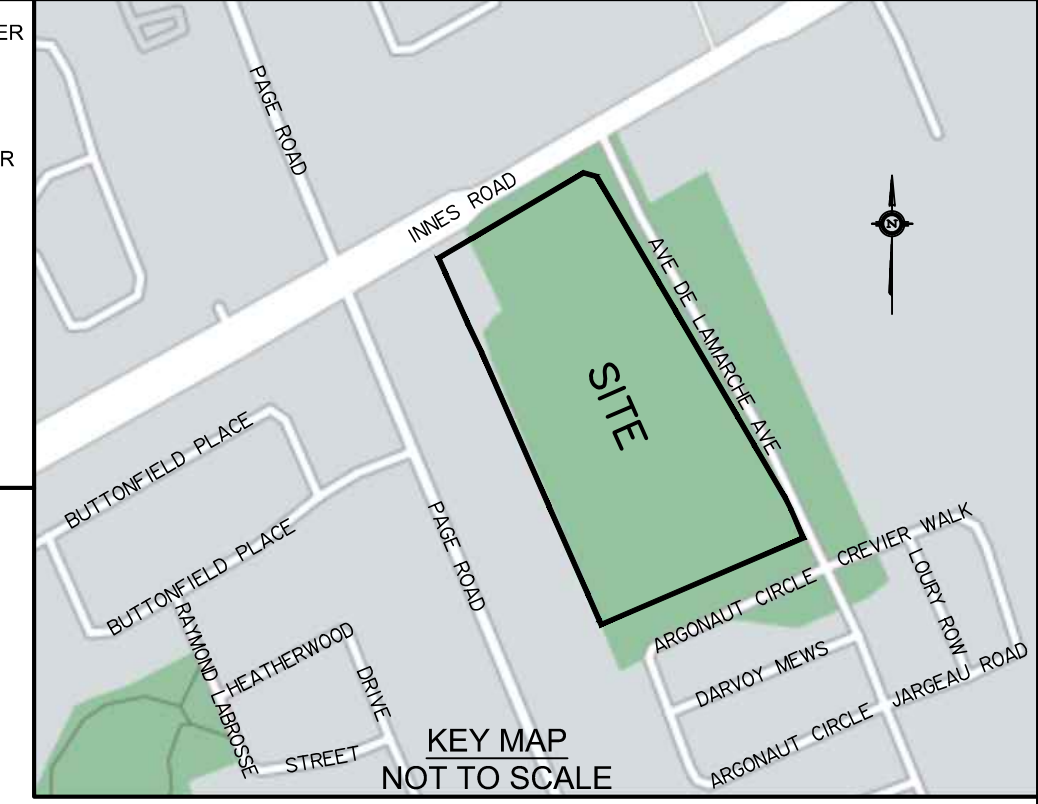 ER
R
PAGE ROAD
INNES ROAD
N
AVE DE LAMARCHE AVE
SITE
BUTTONFIELD PLACE
BUTTONFIELD PLACE
PAGE ROAD
CREVIER WALK
ARGONAUT CIRCLE
LOURY ROW
RAYMOND LABROSSE
HEATHERWOOD
DRIVE
STREET
DARVOY MEWS
JARGEAU ROAD
ARGONAUT CIRCLE
KEY MAP
NOT TO SCALE